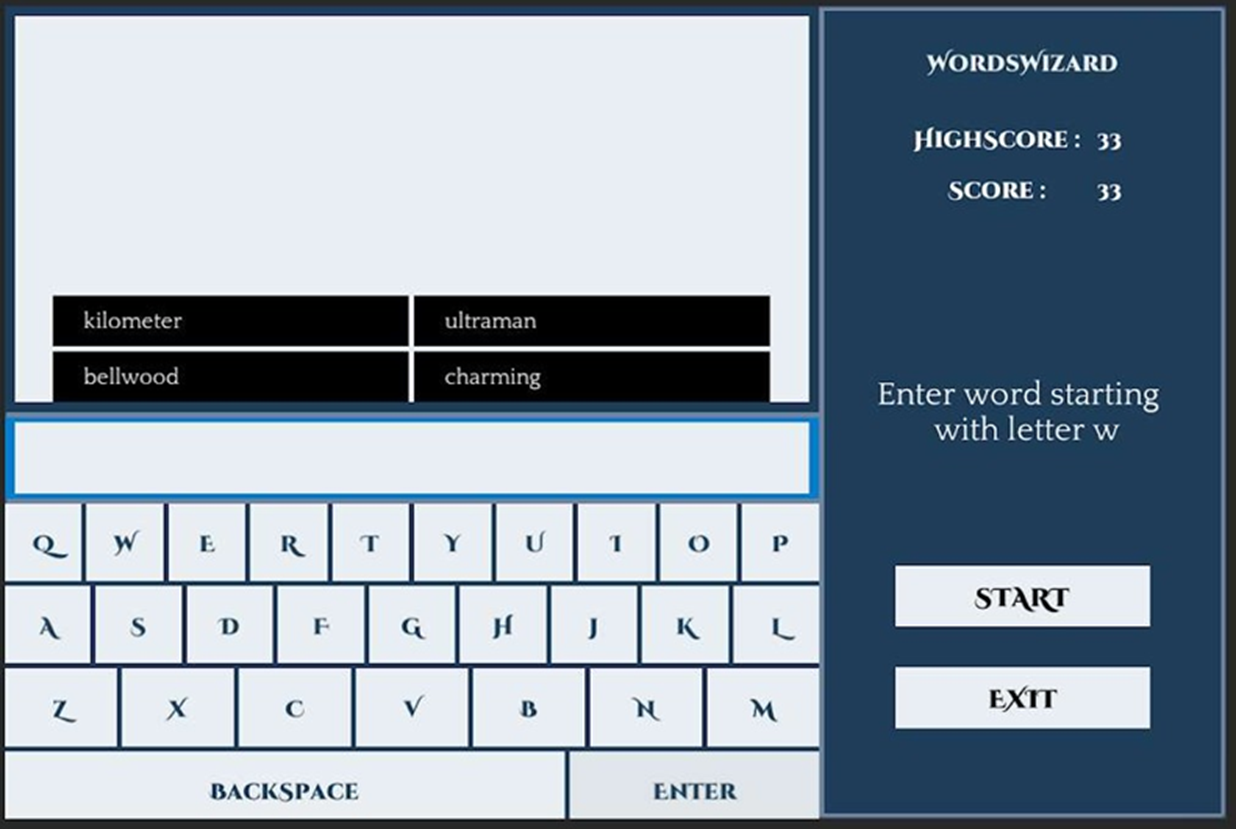 WORDSWIZARD
HIGHSCORE : 33
SCORE : 33
kilometer ultraman
bellwood charming
Enter word starting
with letter w
Q W E R T Y U I O P
A S D F G H J K L
Z X C V B N M
BACKSPACE ENTER
START
EXIT